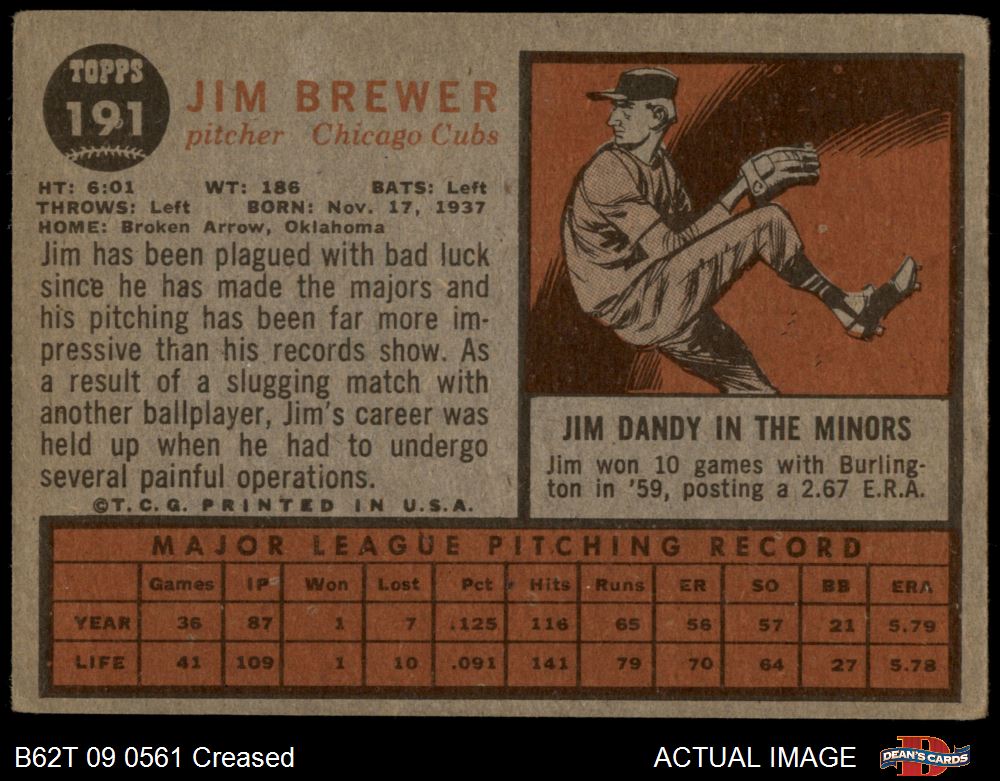 TOPPS
191
JIM BREWER
pitcher Chicago Cubs
HT: 6:01 WT: 186 BATS: Left
THROWS: Left BORN: Nov. 17, 1937
HOME: Broken Arrow, Oklahoma
Jim has been plagued with bad luck
since he has made the majors and
his pitching has been far more im-
pressive than his records show. As
a result of a slugging match with
another ballplayer, Jim's career was
held up when he had to undergo
several painful operations.
©T.C.G. PRINTED IN U.S.A.
JIM DANDY IN THE MINORS
Jim won 10 games with Burling-
ton in '59, posting a 2.67 E.R.A.
MAJOR LEAGUE PITCHING RECORD
Games IP Won Lost Pct Hits Runs ER SO BB ERA
YEAR 36 87 1 7 .125 116 65 56 57 21 5.79
LIFE 41 109 1 10 .091 141 79 70 64 27 5.78
B62T 09 0561 Creased
ACTUAL IMAGE
D
DEAN'S CARDS